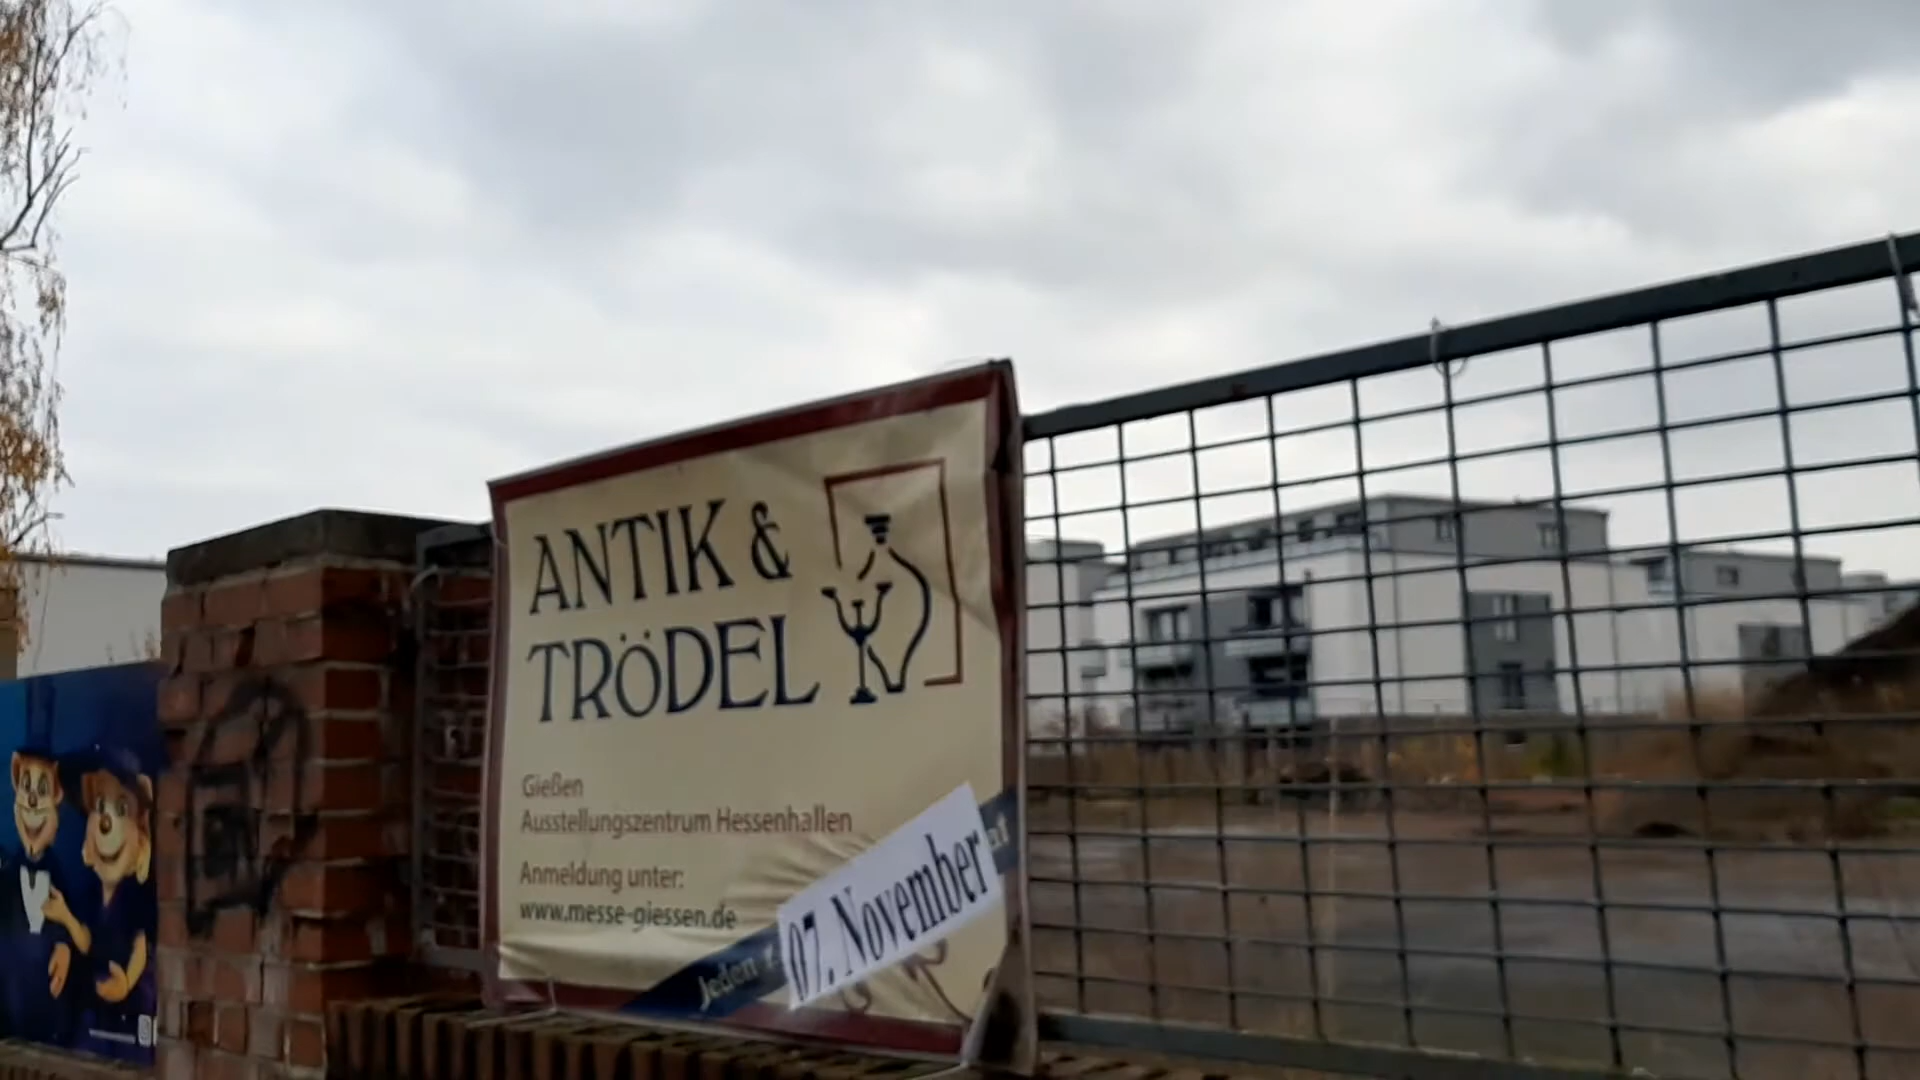 ANTIK &
TRÖDEL
Gießen
Ausstellungszentrum Hessenhallen
Anmeldung unter:
www.messe-giessen.de
Jeden
07. November